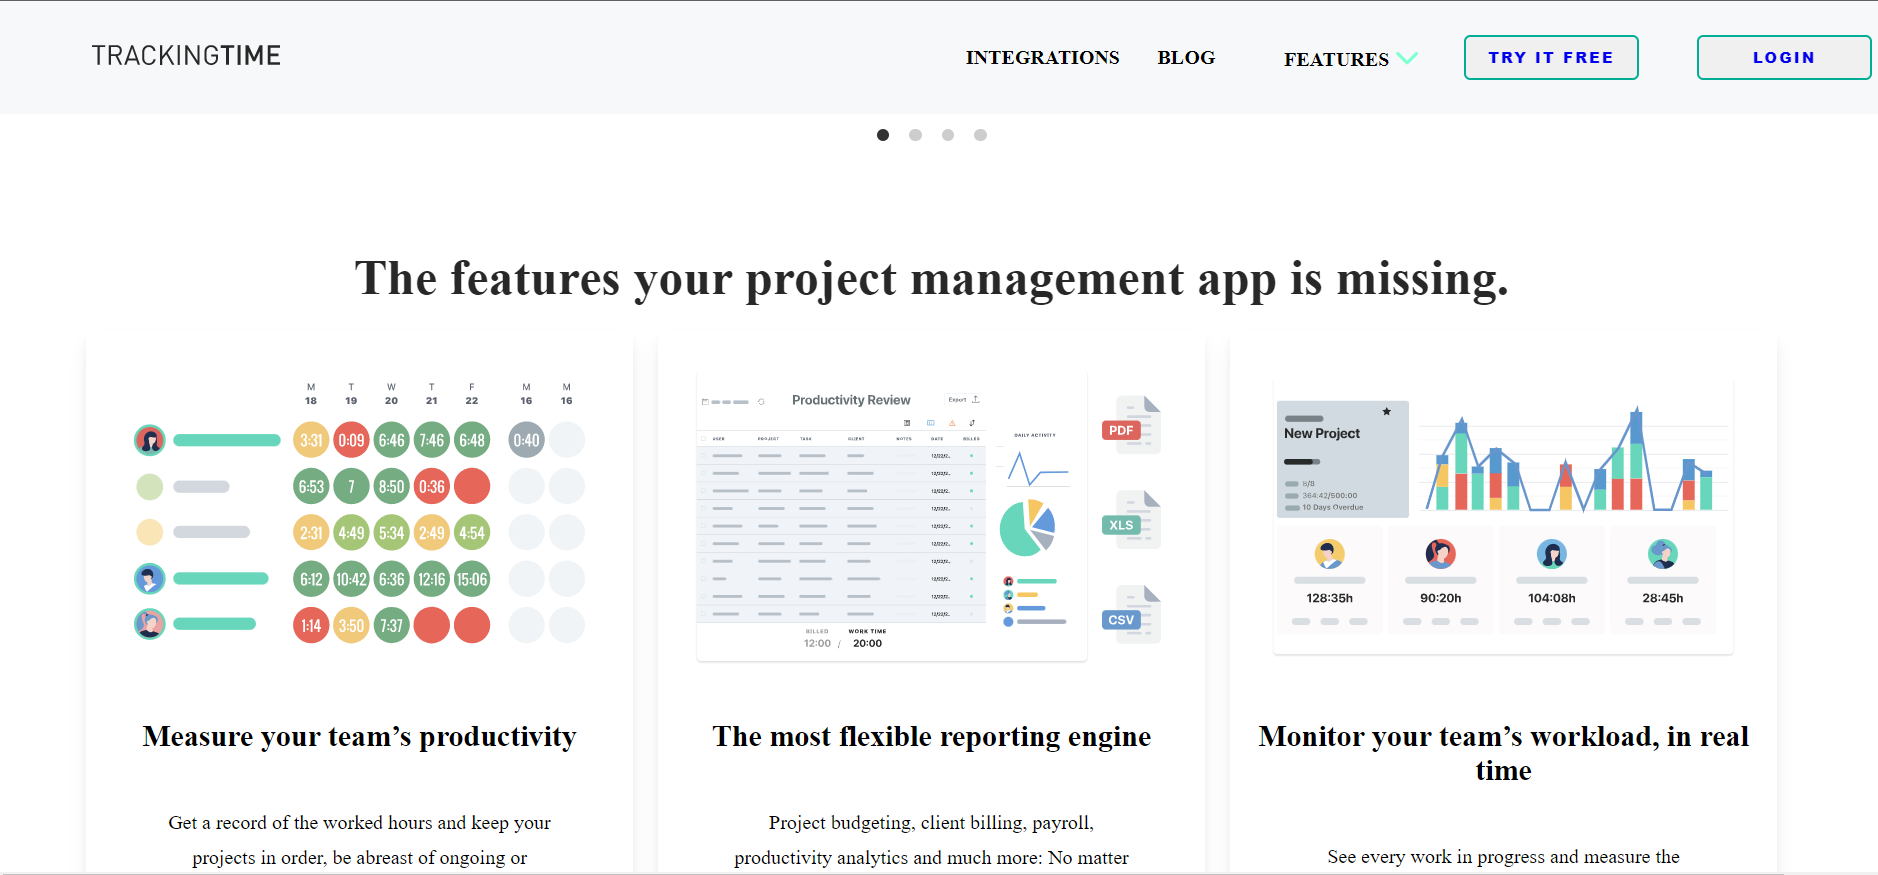 TRACKINGTIME
INTEGRATIONS BLOG FEATURES TRY IT FREE LOGIN
The features your project management app is missing.
M T W T F M M
18 19 20 21 22 16 16
3:31 0:09 6:46 7:46 6:48 0:40
6:53 7 8:50 0:36
2:31 4:49 5:34 2:49 4:54
6:12 10:42 6:36 12:16 15:06
1:14 3:50 7:37
Productivity Review Export
USER PROJECT TASK CLIENT NOTES DATE BILLED
DAILY ACTIVITY
BILLED WORK TIME
12:00 / 20:00
PDF
XLS
CSV
New Project
8/8
364:42/500:00
10 Days Overdue
128:35h 90:20h 104:08h 28:45h
Measure your team’s productivity
Get a record of the worked hours and keep your
projects in order, be abreast of ongoing or
The most flexible reporting engine
Project budgeting, client billing, payroll,
productivity analytics and much more: No matter
Monitor your team’s workload, in real
time
See every work in progress and measure the